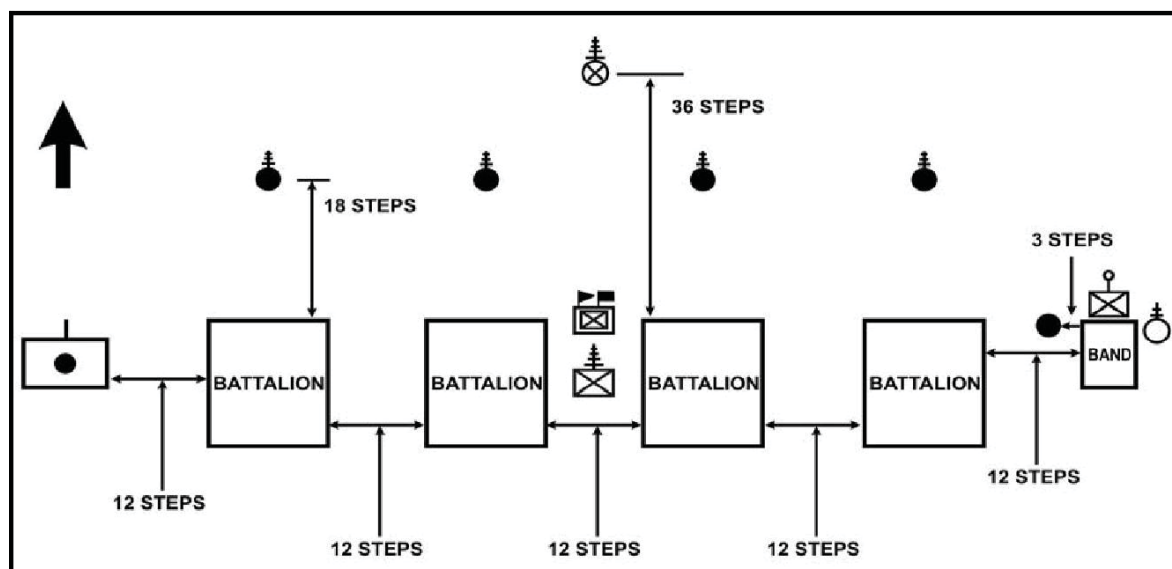 36 STEPS
18 STEPS
3 STEPS
BATTALION
BATTALION
BATTALION
BATTALION
BAND
12 STEPS
12 STEPS
12 STEPS
12 STEPS
12 STEPS